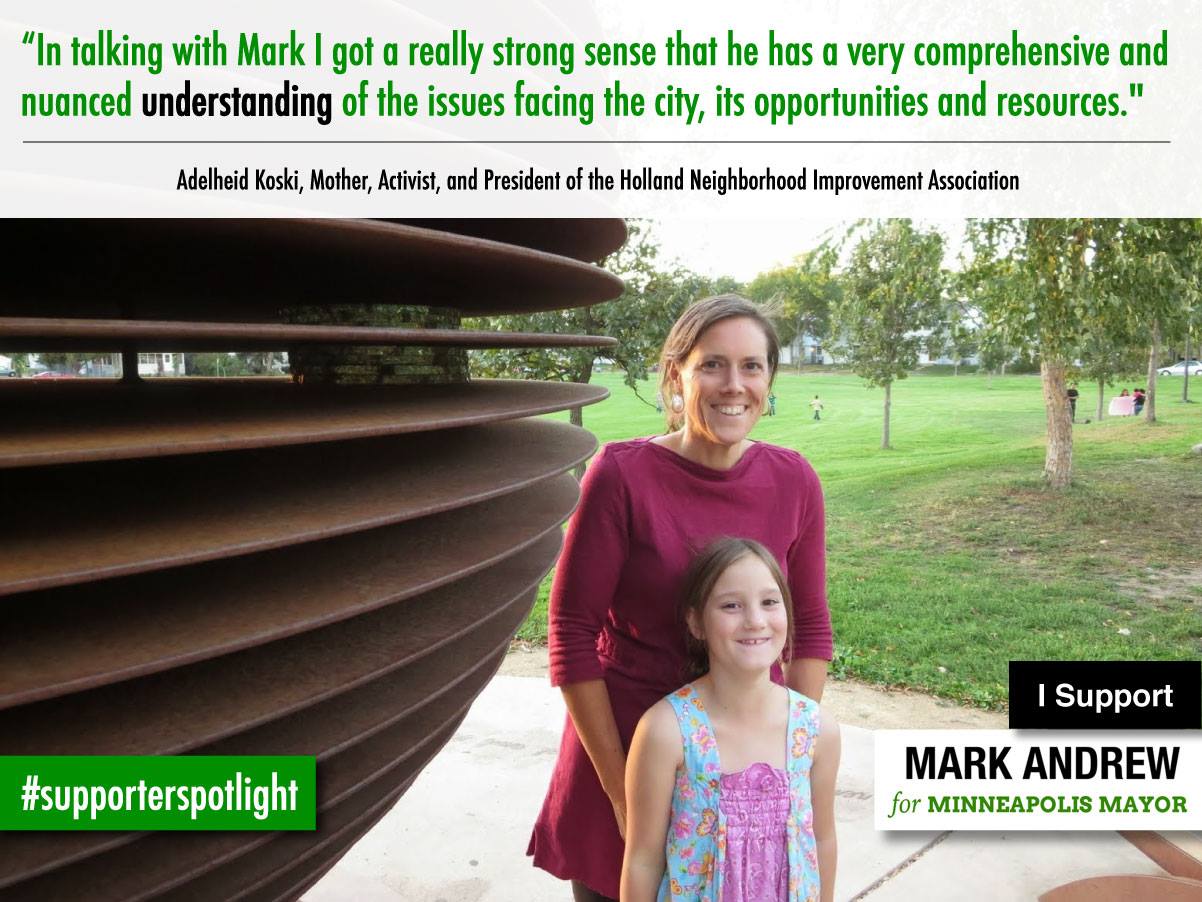 “In talking with Mark I got a really strong sense that he has a very comprehensive and
nuanced understanding of the issues facing the city, its opportunities and resources."
Adelheid Koski, Mother, Activist, and President of the Holland Neighborhood Improvement Association
I Support
MARK ANDREW
for MINNEAPOLIS MAYOR
#supporterspotlight